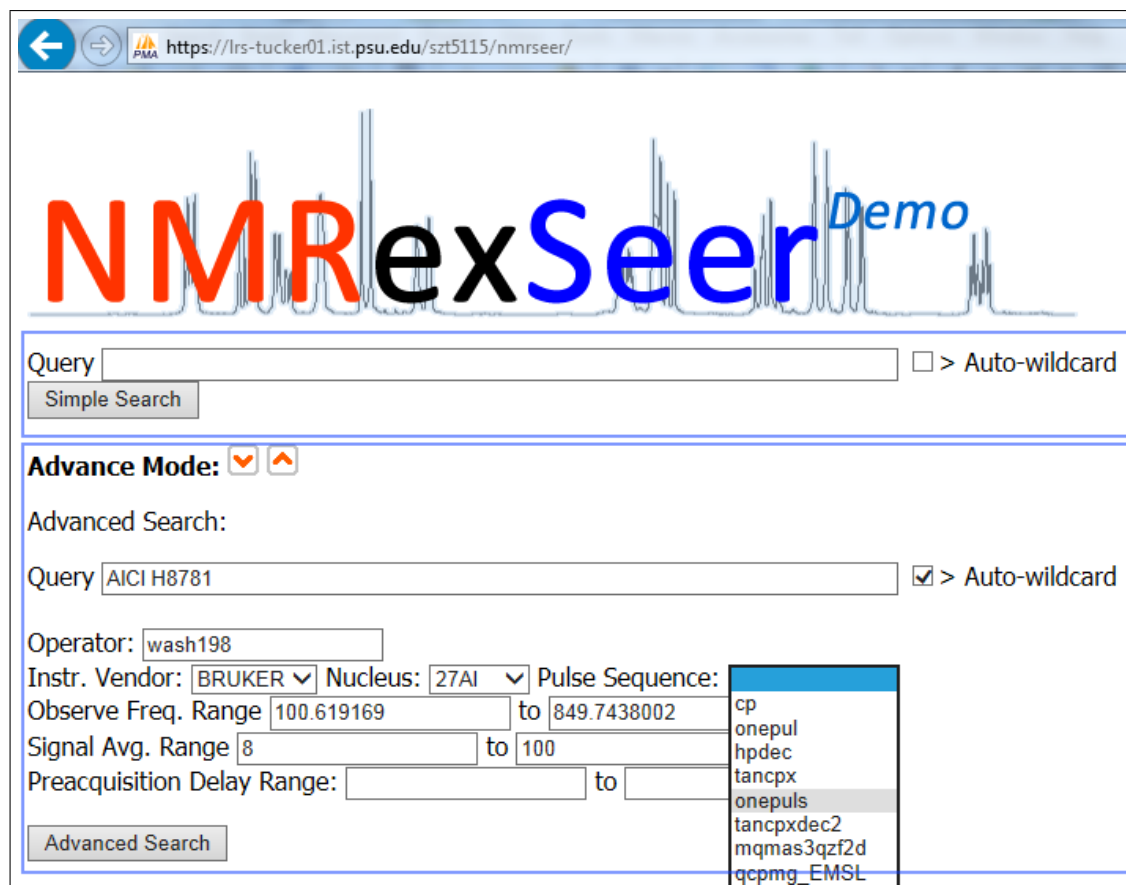 PMA https://lrs-tucker01.ist.psu.edu/szt5115/nmrseer/
NMRexSeer Demo
Query > Auto-wildcard
Simple Search
Advance Mode:
Advanced Search:
Query AlCl H8781 > Auto-wildcard
Operator: wash198
Instr. Vendor: BRUKER Nucleus: 27Al Pulse Sequence:
cp
Observe Freq. Range 100.619169 to 849.7438002
onepul
hpdec
Signal Avg. Range 8 to 100
tancpx
Preacquisition Delay Range: to
onepuls
tancpxdec2
Advanced Search
mqmas3qzf2d
qcpmg_EMSL